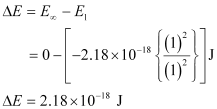 ΔE = E∞ − E₁
= 0 − [−2.18×10⁻¹⁸ {(1)²/(1)²}] J
ΔE = 2.18×10⁻¹⁸ J